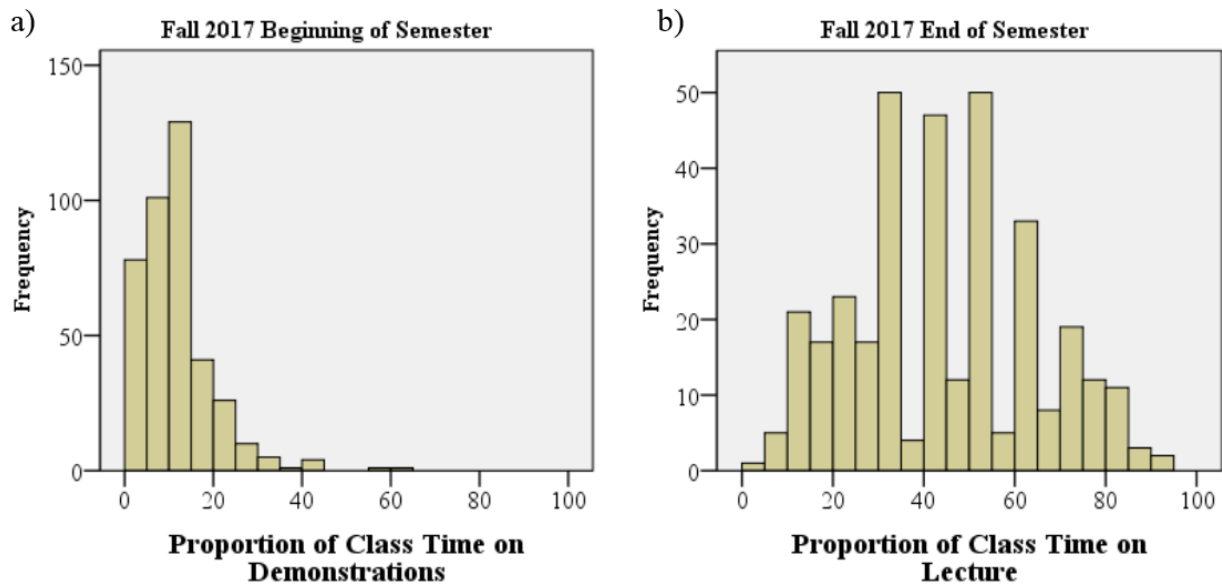 a)
Fall 2017 Beginning of Semester
150
100
50
0
Frequency
0 20 40 60 80 100
Proportion of Class Time on
Demonstrations
b)
Fall 2017 End of Semester
50
40
30
20
10
0
Frequency
0 20 40 60 80 100
Proportion of Class Time on
Lecture